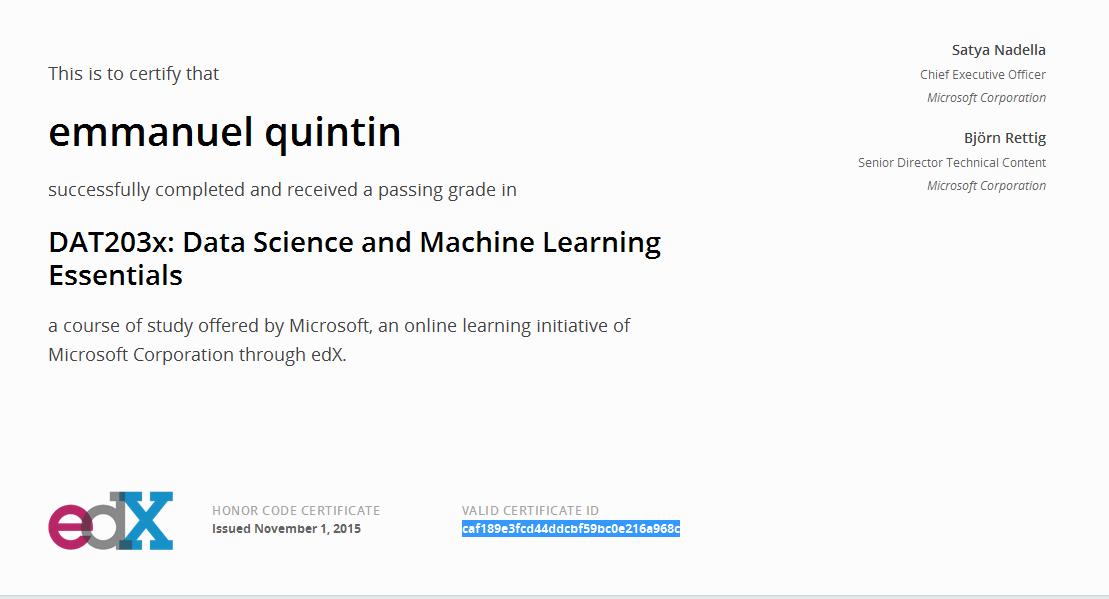 This is to certify that
emmanuel quintin
successfully completed and received a passing grade in
DAT203x: Data Science and Machine Learning
Essentials
a course of study offered by Microsoft, an online learning initiative of
Microsoft Corporation through edX.
Satya Nadella
Chief Executive Officer
Microsoft Corporation
Björn Rettig
Senior Director Technical Content
Microsoft Corporation
edX
HONOR CODE CERTIFICATE
Issued November 1, 2015
VALID CERTIFICATE ID
caf189e3fcd44ddcbf59bc0e216a968c